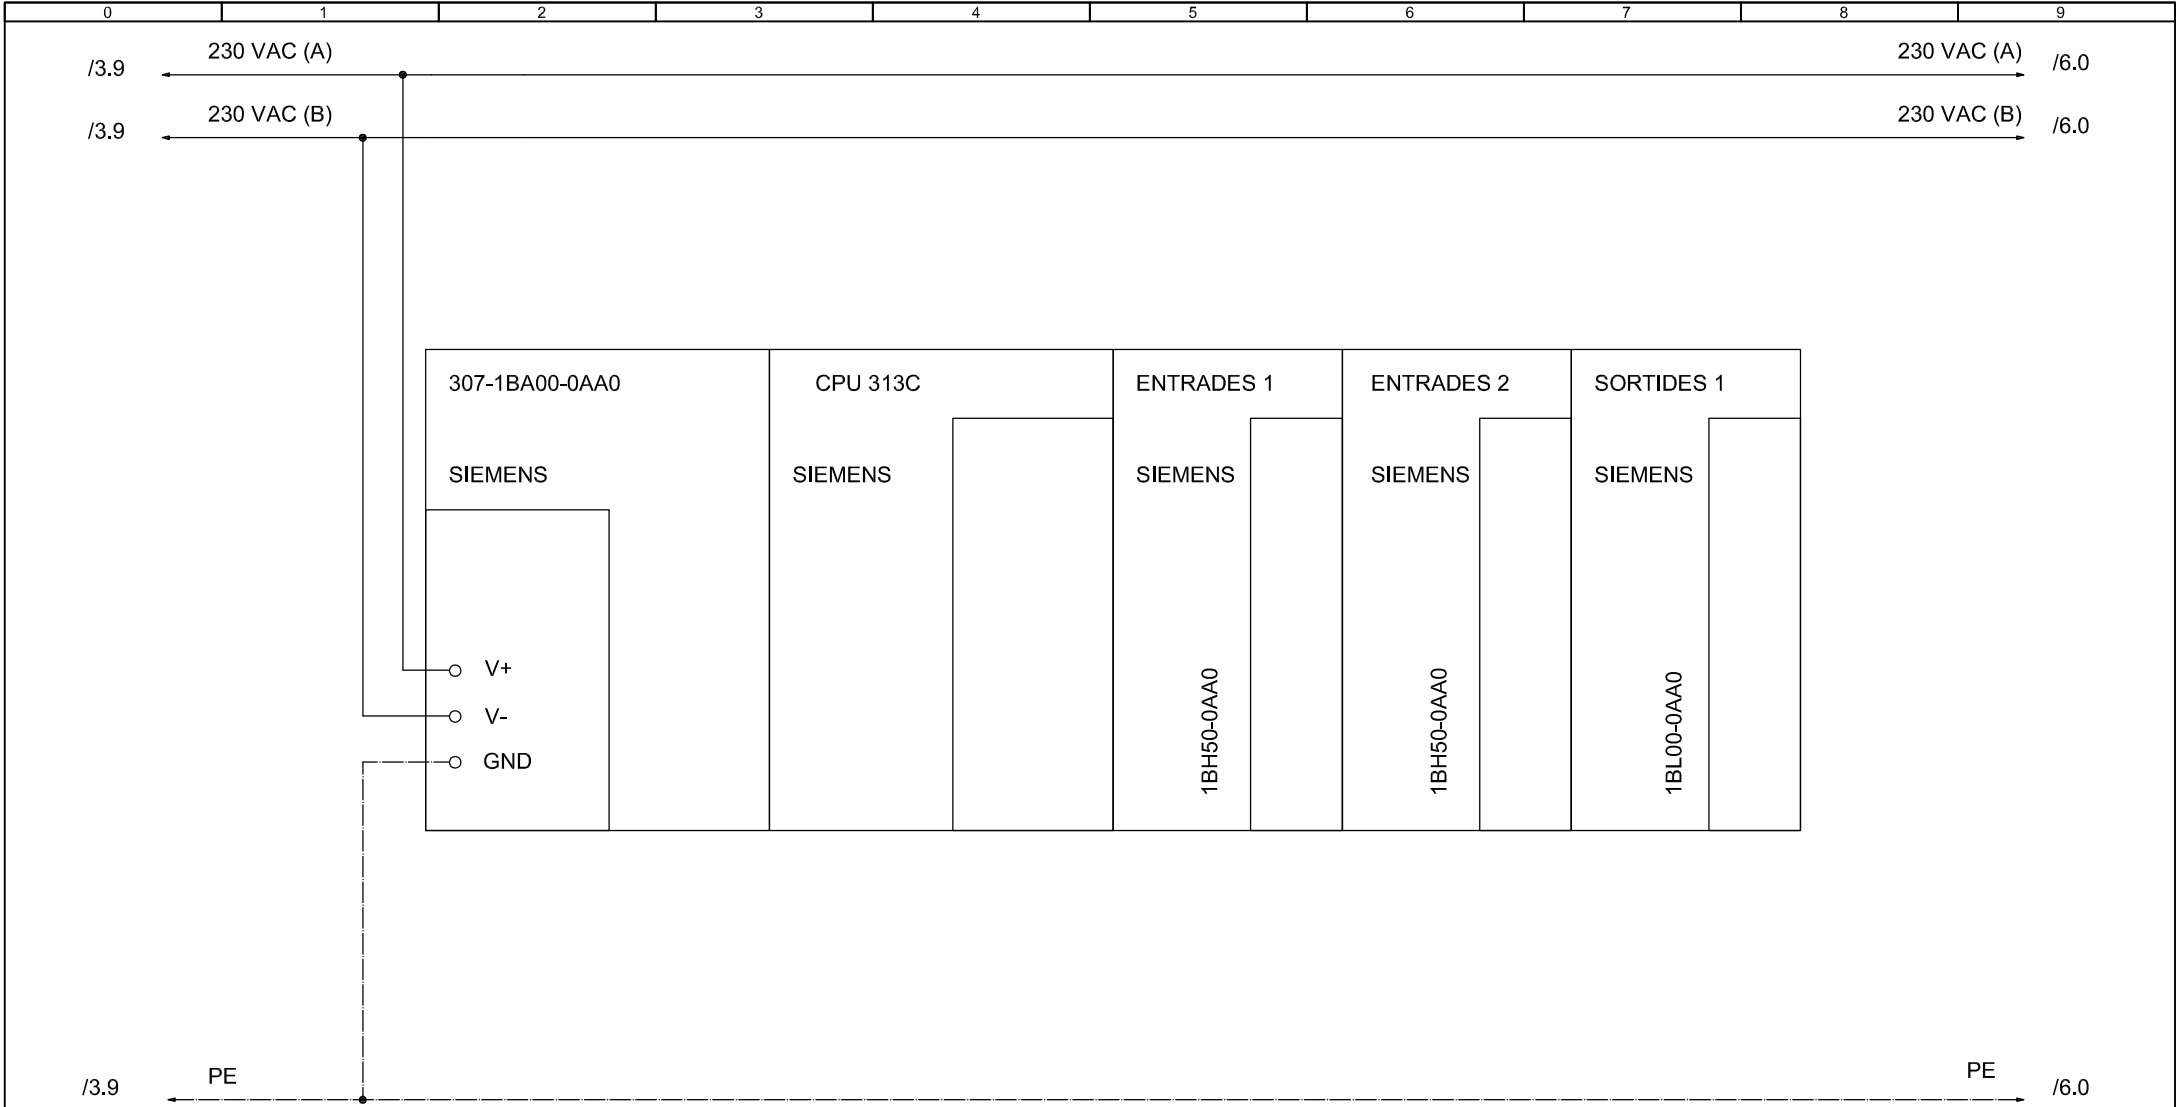 0 1 2 3 4 5 6 7 8 9
230 VAC (A) 230 VAC (A)
/3.9 /6.0
230 VAC (B) 230 VAC (B)
/3.9 /6.0
307-1BA00-0AA0 CPU 313C ENTRADES 1 ENTRADES 2 SORTIDES 1
SIEMENS SIEMENS SIEMENS SIEMENS SIEMENS
V+
V-
GND
1BH50-0AA0
1BH50-0AA0
1BL00-0AA0
PE PE
/3.9 /6.0